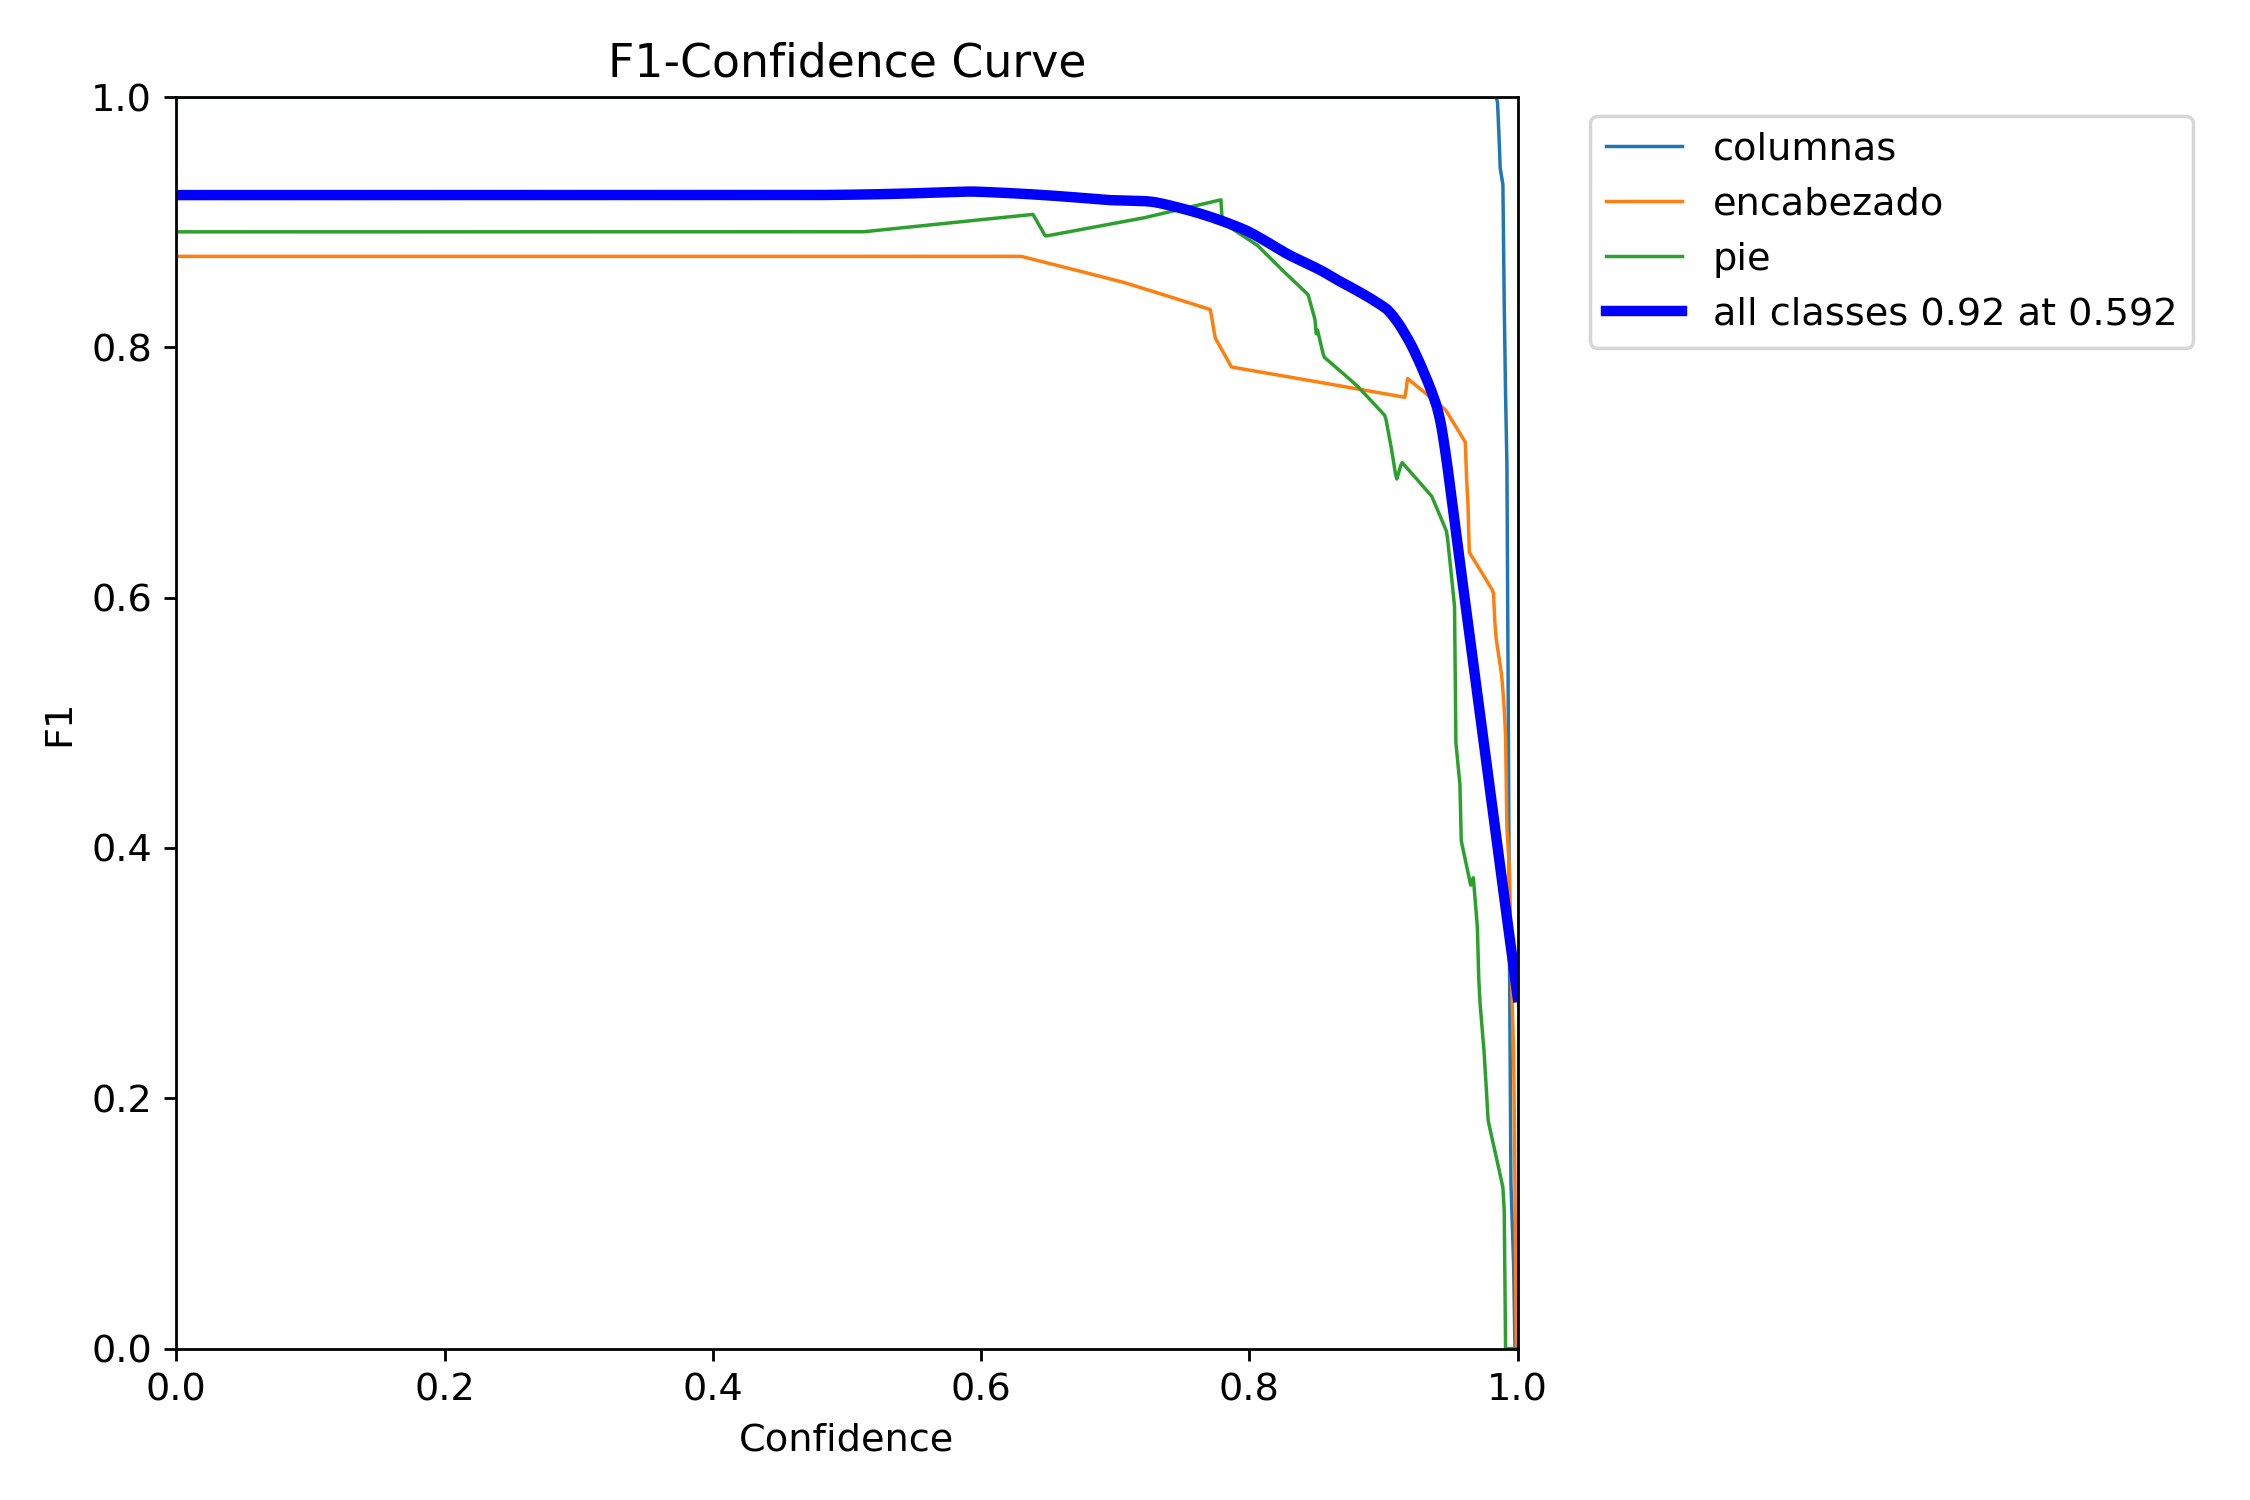 F1-Confidence Curve
1.0
0.8
0.6
0.4
0.2
0.0
F1
0.0 0.2 0.4 0.6 0.8 1.0
Confidence
columnas
encabezado
pie
all classes 0.92 at 0.592